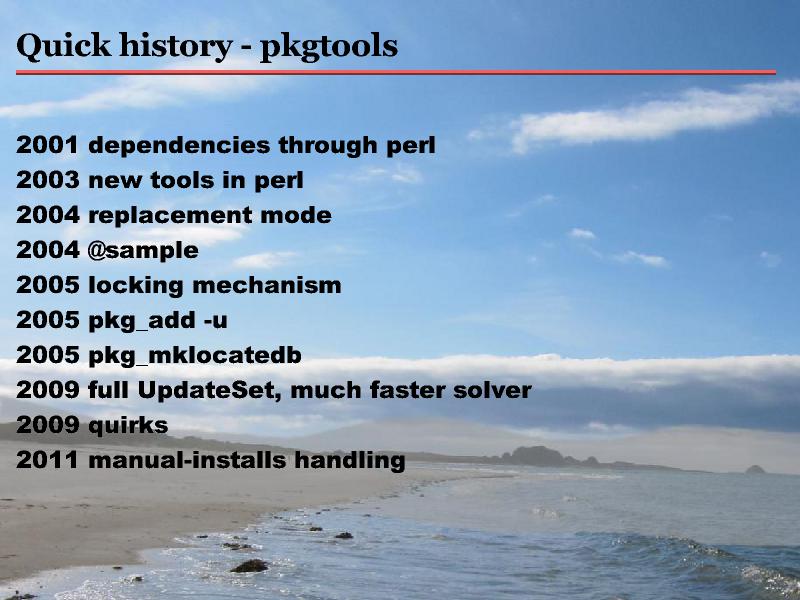 Quick history - pkgtools
2001 dependencies through perl
2003 new tools in perl
2004 replacement mode
2004 @sample
2005 locking mechanism
2005 pkg_add -u
2005 pkg_mklocatedb
2009 full UpdateSet, much faster solver
2009 quirks
2011 manual-installs handling